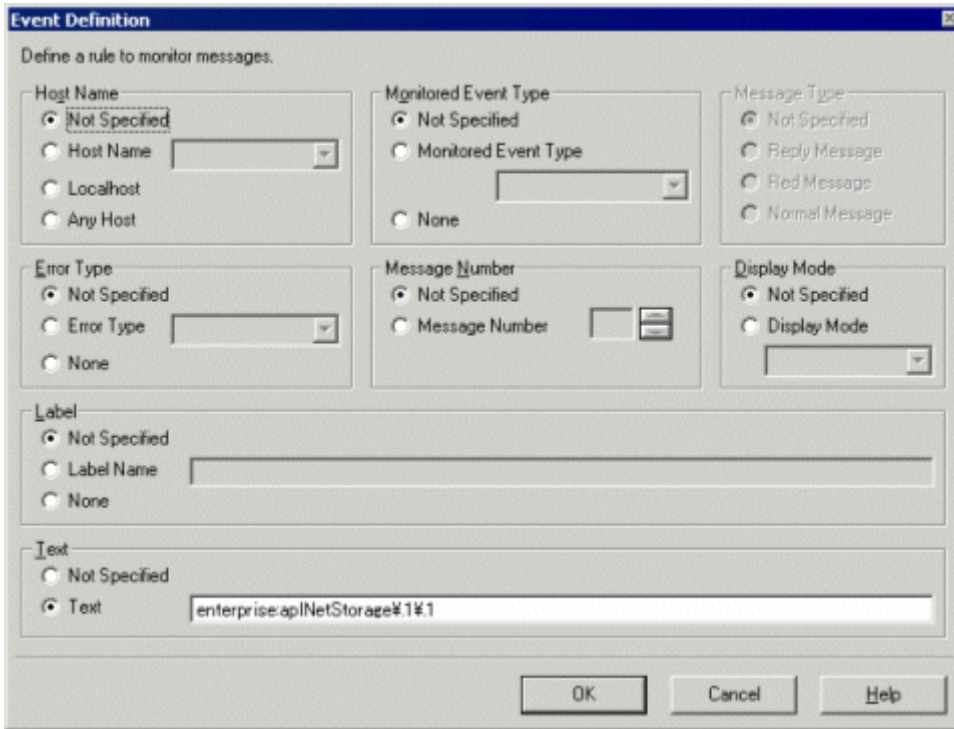 Event Definition
Define a rule to monitor messages.
Host Name
Not Specified
Host Name
Localhost
Any Host
Monitored Event Type
Not Specified
Monitored Event Type
None
Message Type
Not Specified
Reply Message
Red Message
Normal Message
Error Type
Not Specified
Error Type
None
Message Number
Not Specified
Message Number
Display Mode
Not Specified
Display Mode
Label
Not Specified
Label Name
None
Text
Not Specified
Text
enterprise:aplNetStorage¥.1¥.1
OK
Cancel
Help